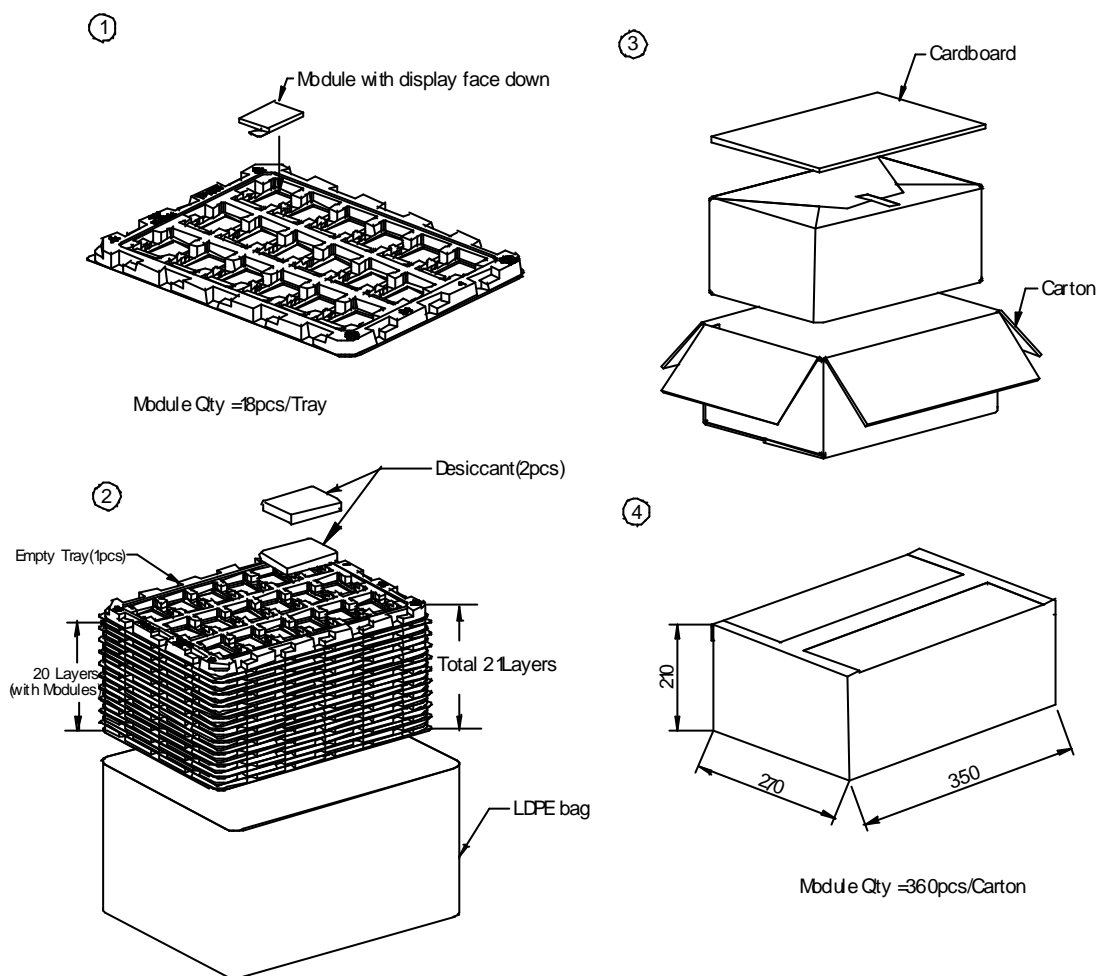 1
Module with display face down
Module Qty =18pcs/Tray
2
Desiccant(2pcs)
Empty Tray(1pcs)
20 Layers
(with Modules)
Total 21Layers
LDPE bag
3
Cardboard
Carton
4
210
270
350
Module Qty =360pcs/Carton